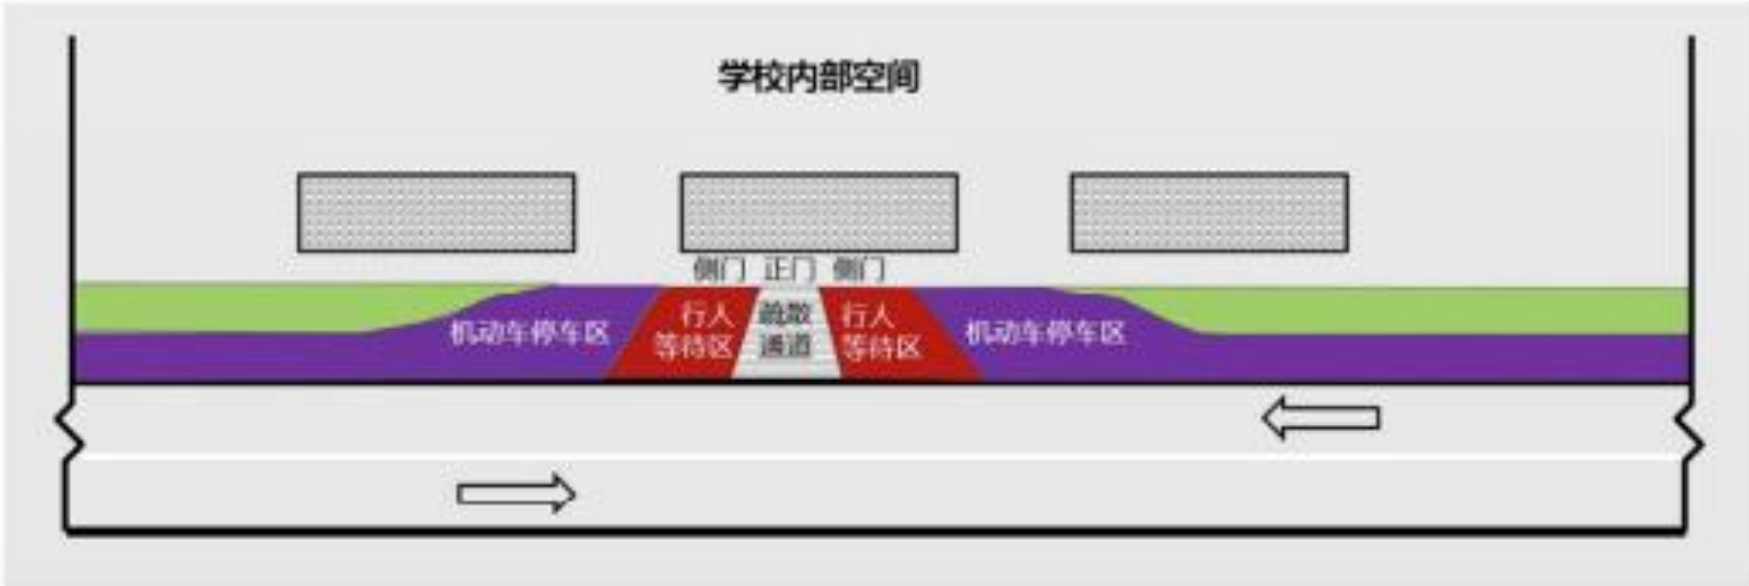 学校内部空间
侧门 正门 侧门
行人 疏散 行人
机动车停车区 等待区 通道 等待区 机动车停车区